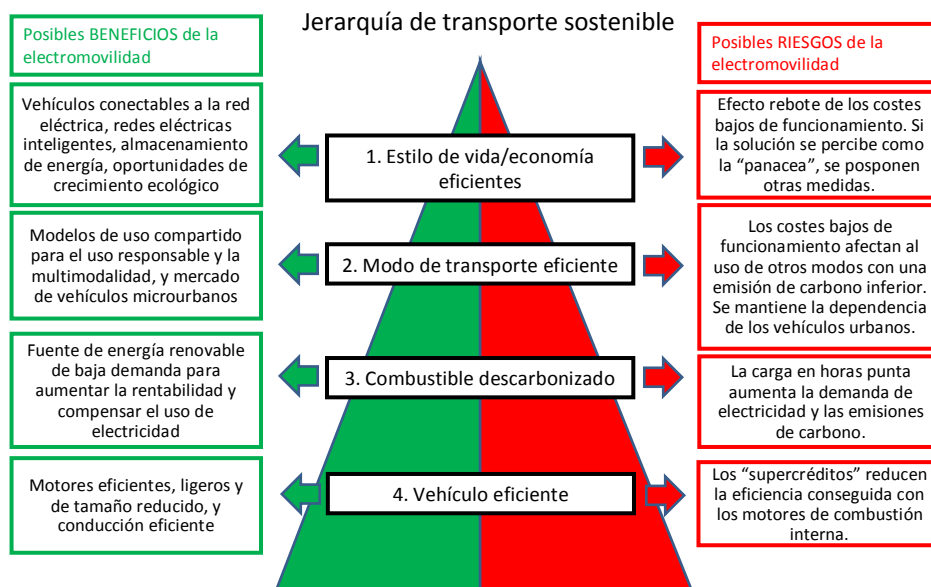 Jerarquía de transporte sostenible
Posibles BENEFICIOS de la
electromovilidad
Posibles RIESGOS de la
electromovilidad
Vehículos conectables a la red
eléctrica, redes eléctricas
inteligentes, almacenamiento
de energía, oportunidades de
crecimiento ecológico
1. Estilo de vida/economía
eficientes
Efecto rebote de los costes
bajos de funcionamiento. Si
la solución se percibe como
la “panacea”, se posponen
otras medidas.
Modelos de uso compartido
para el uso responsable y la
multimodalidad, y mercado
de vehículos microurbanos
2. Modo de transporte eficiente
Los costes bajos de
funcionamiento afectan al
uso de otros modos con una
emisión de carbono inferior.
Se mantiene la dependencia
de los vehículos urbanos.
Fuente de energía renovable
de baja demanda para
aumentar la rentabilidad y
compensar el uso de
electricidad
3. Combustible descarbonizado
La carga en horas punta
aumenta la demanda de
electricidad y las emisiones
de carbono.
Motores eficientes, ligeros y
de tamaño reducido, y
conducción eficiente
4. Vehículo eficiente
Los “supercréditos” reducen
la eficiencia conseguida con
los motores de combustión
interna.